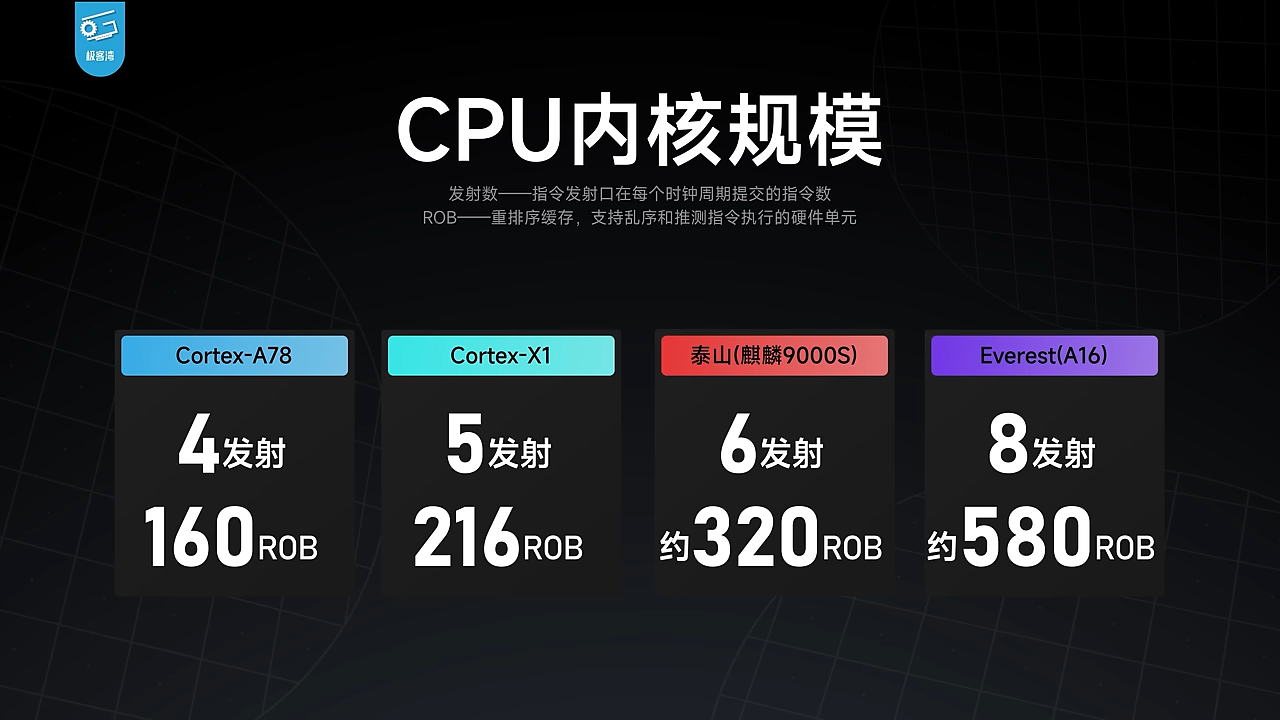 极客湾
CPU内核规模
发射数——指令发射口在每个时钟周期提交的指令数
ROB——重排序缓存，支持乱序和推测指令执行的硬件单元
Cortex-A78
4发射
160ROB
Cortex-X1
5发射
216ROB
泰山(麒麟9000S)
6发射
约320ROB
Everest(A16)
8发射
约580ROB